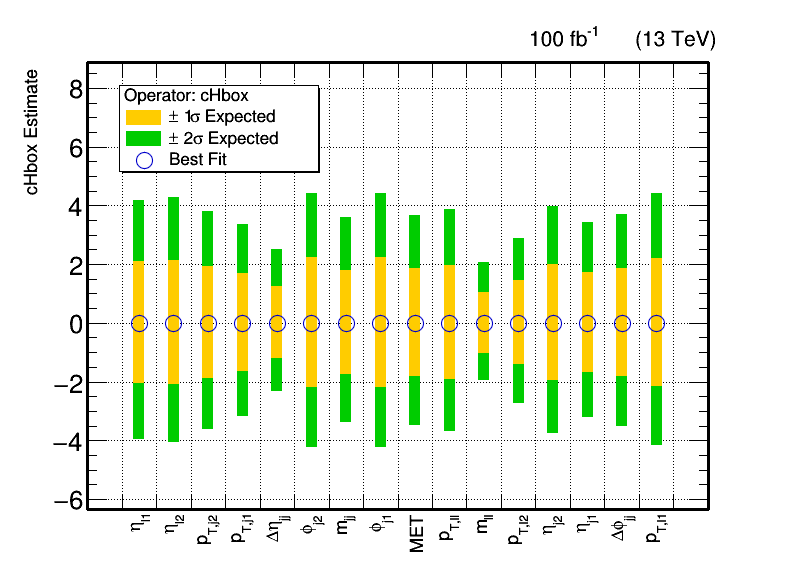 100 fb⁻¹ (13 TeV)
cHbox Estimate
Operator: cHbox
± 1σ Expected
± 2σ Expected
Best Fit
8
6
4
2
0
−2
−4
−6
η_l1 η_l2 p_T,j2 p_T,j1 Δη_jj ϕ_j2 m_jj ϕ_j1 MET p_T,ll m_ll p_T,l2 η_j2 η_j1 Δϕ_jj p_T,l1